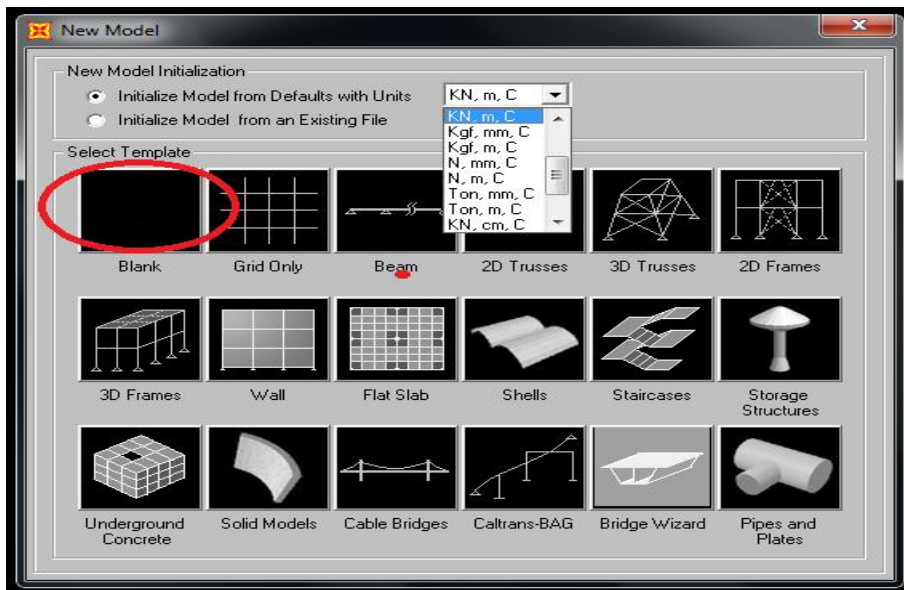 New Model
New Model Initialization
Initialize Model from Defaults with Units
KN, m, C
Initialize Model from an Existing File
KN, m, C
Kgf, mm, C
Kgf, m, C
N, mm, C
N, m, C
Ton, mm, C
Ton, m, C
KN, cm, C
Select Template
Blank
Grid Only
Beam
2D Trusses
3D Trusses
2D Frames
3D Frames
Wall
Flat Slab
Shells
Staircases
Storage
Structures
Underground
Concrete
Solid Models
Cable Bridges
Caltrans-BAG
Bridge Wizard
Pipes and
Plates